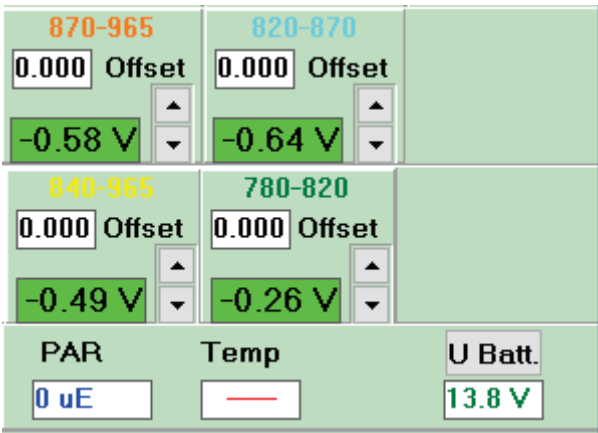 870-965 820-870
0.000 Offset 0.000 Offset
-0.58 V -0.64 V
840-965 780-820
0.000 Offset 0.000 Offset
-0.49 V -0.26 V
PAR Temp U Batt.
0 uE 13.8 V